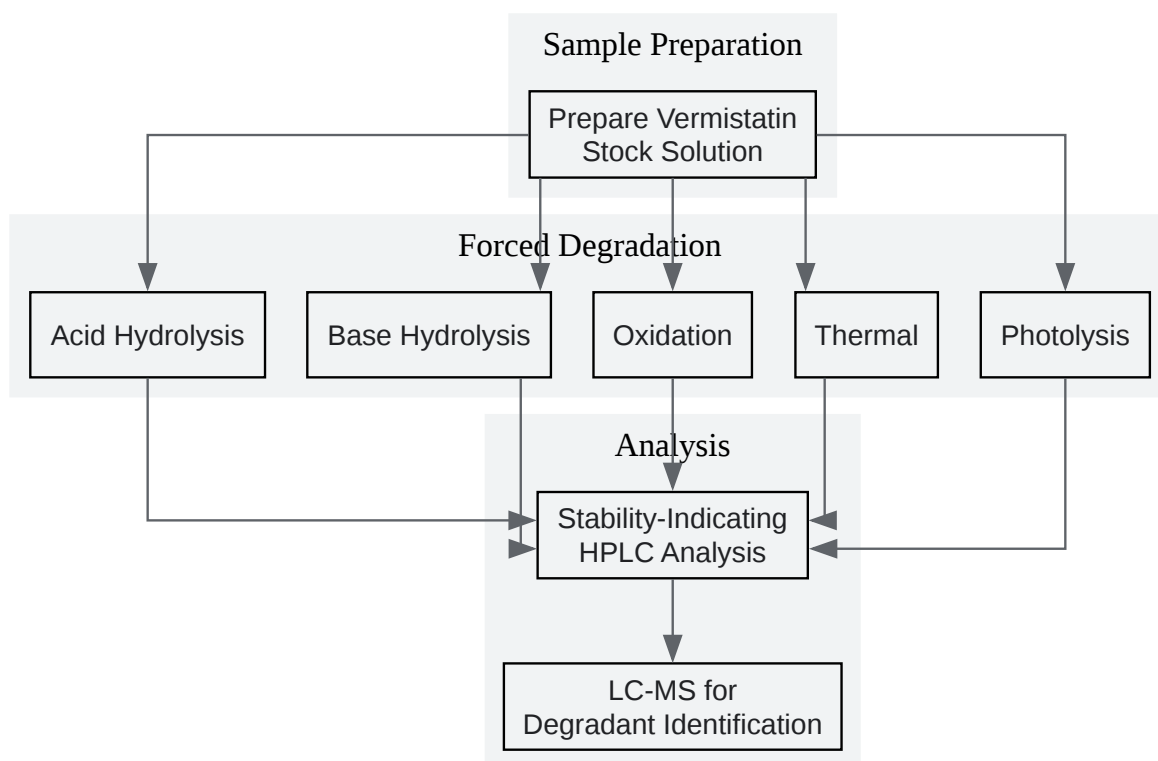 Sample Preparation
Prepare Vermistatin
Stock Solution
Forced Degradation
Acid Hydrolysis
Base Hydrolysis
Oxidation
Thermal
Photolysis
Analysis
Stability-Indicating
HPLC Analysis
LC-MS for
Degradant Identification